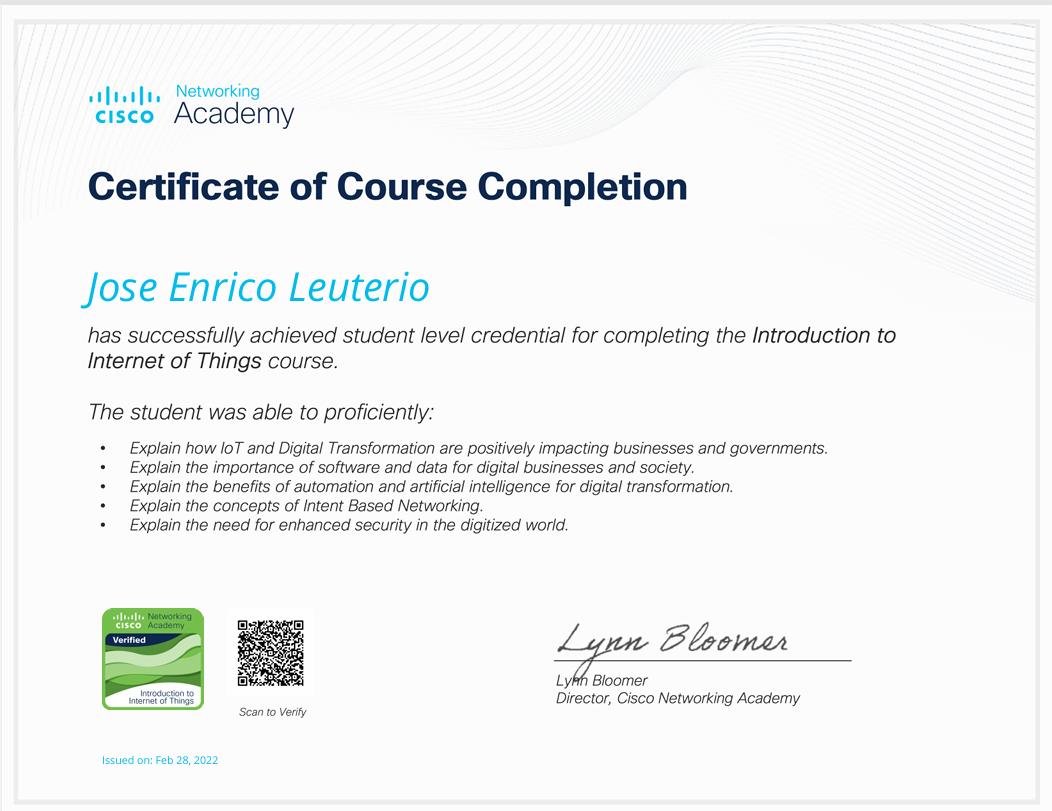 CISCO Networking
Academy
Certificate of Course Completion
Jose Enrico Leuterio
has successfully achieved student level credential for completing the Introduction to
Internet of Things course.
The student was able to proficiently:
• Explain how IoT and Digital Transformation are positively impacting businesses and governments.
• Explain the importance of software and data for digital businesses and society.
• Explain the benefits of automation and artificial intelligence for digital transformation.
• Explain the concepts of Intent Based Networking.
• Explain the need for enhanced security in the digitized world.
CISCO Networking
Academy
Verified
Introduction to
Internet of Things
Scan to Verify
Lynn Bloomer
Lynn Bloomer
Director, Cisco Networking Academy
Issued on: Feb 28, 2022